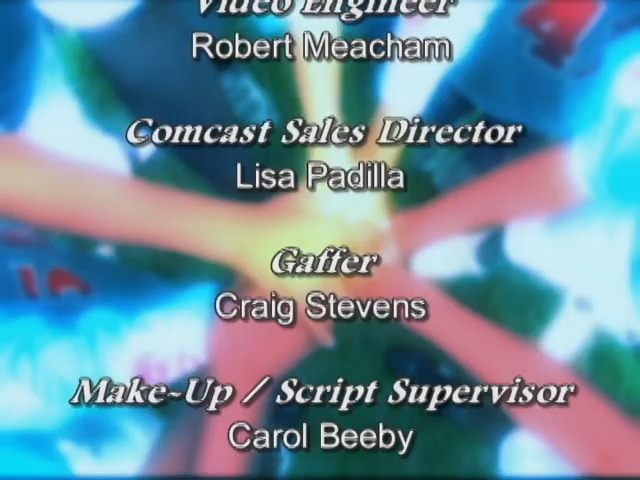 Video Engineer
Robert Meacham
Comcast Sales Director
Lisa Padilla
Gaffer
Craig Stevens
Make-Up / Script Supervisor
Carol Beeby